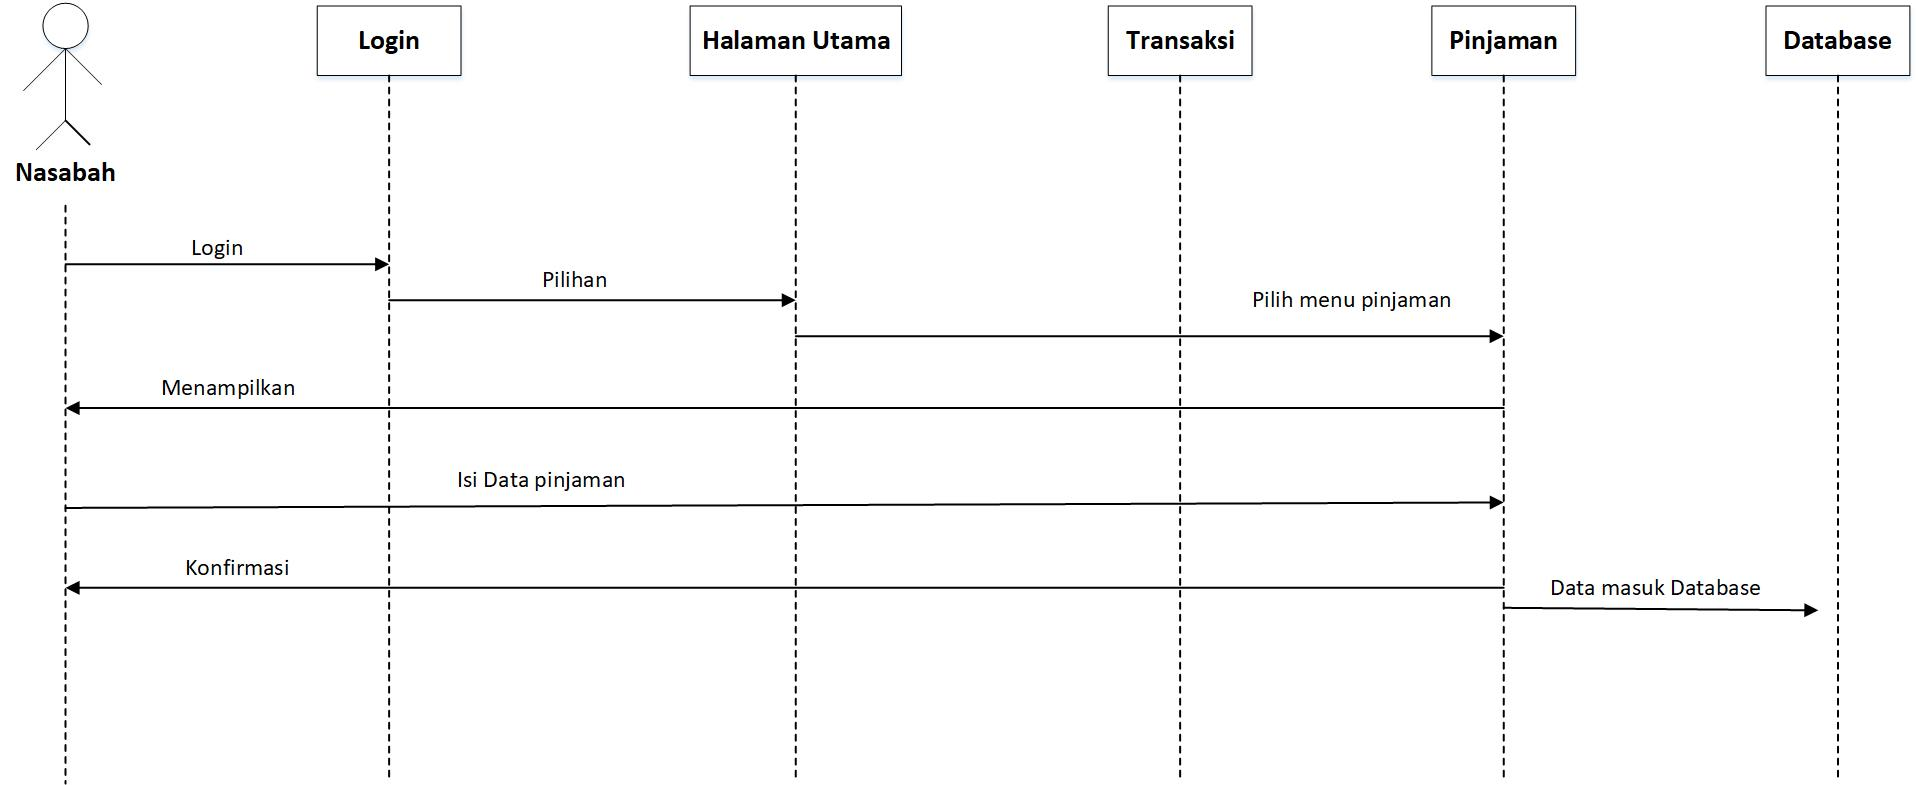 Login
Halaman Utama
Transaksi
Pinjaman
Database
Nasabah
Login
Pilihan
Pilih menu pinjaman
Menampilkan
Isi Data pinjaman
Konfirmasi
Data masuk Database